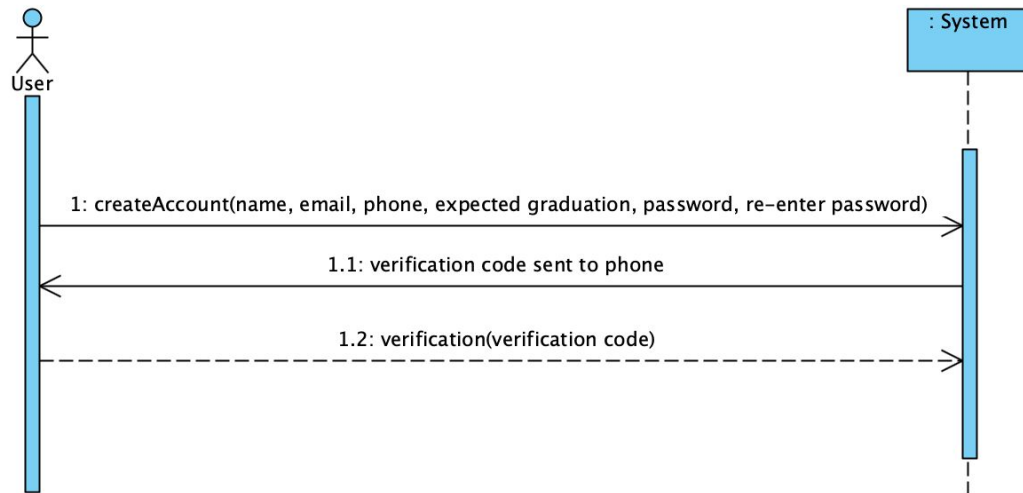 : System
User
1: createAccount(name, email, phone, expected graduation, password, re-enter password)
1.1: verification code sent to phone
1.2: verification(verification code)